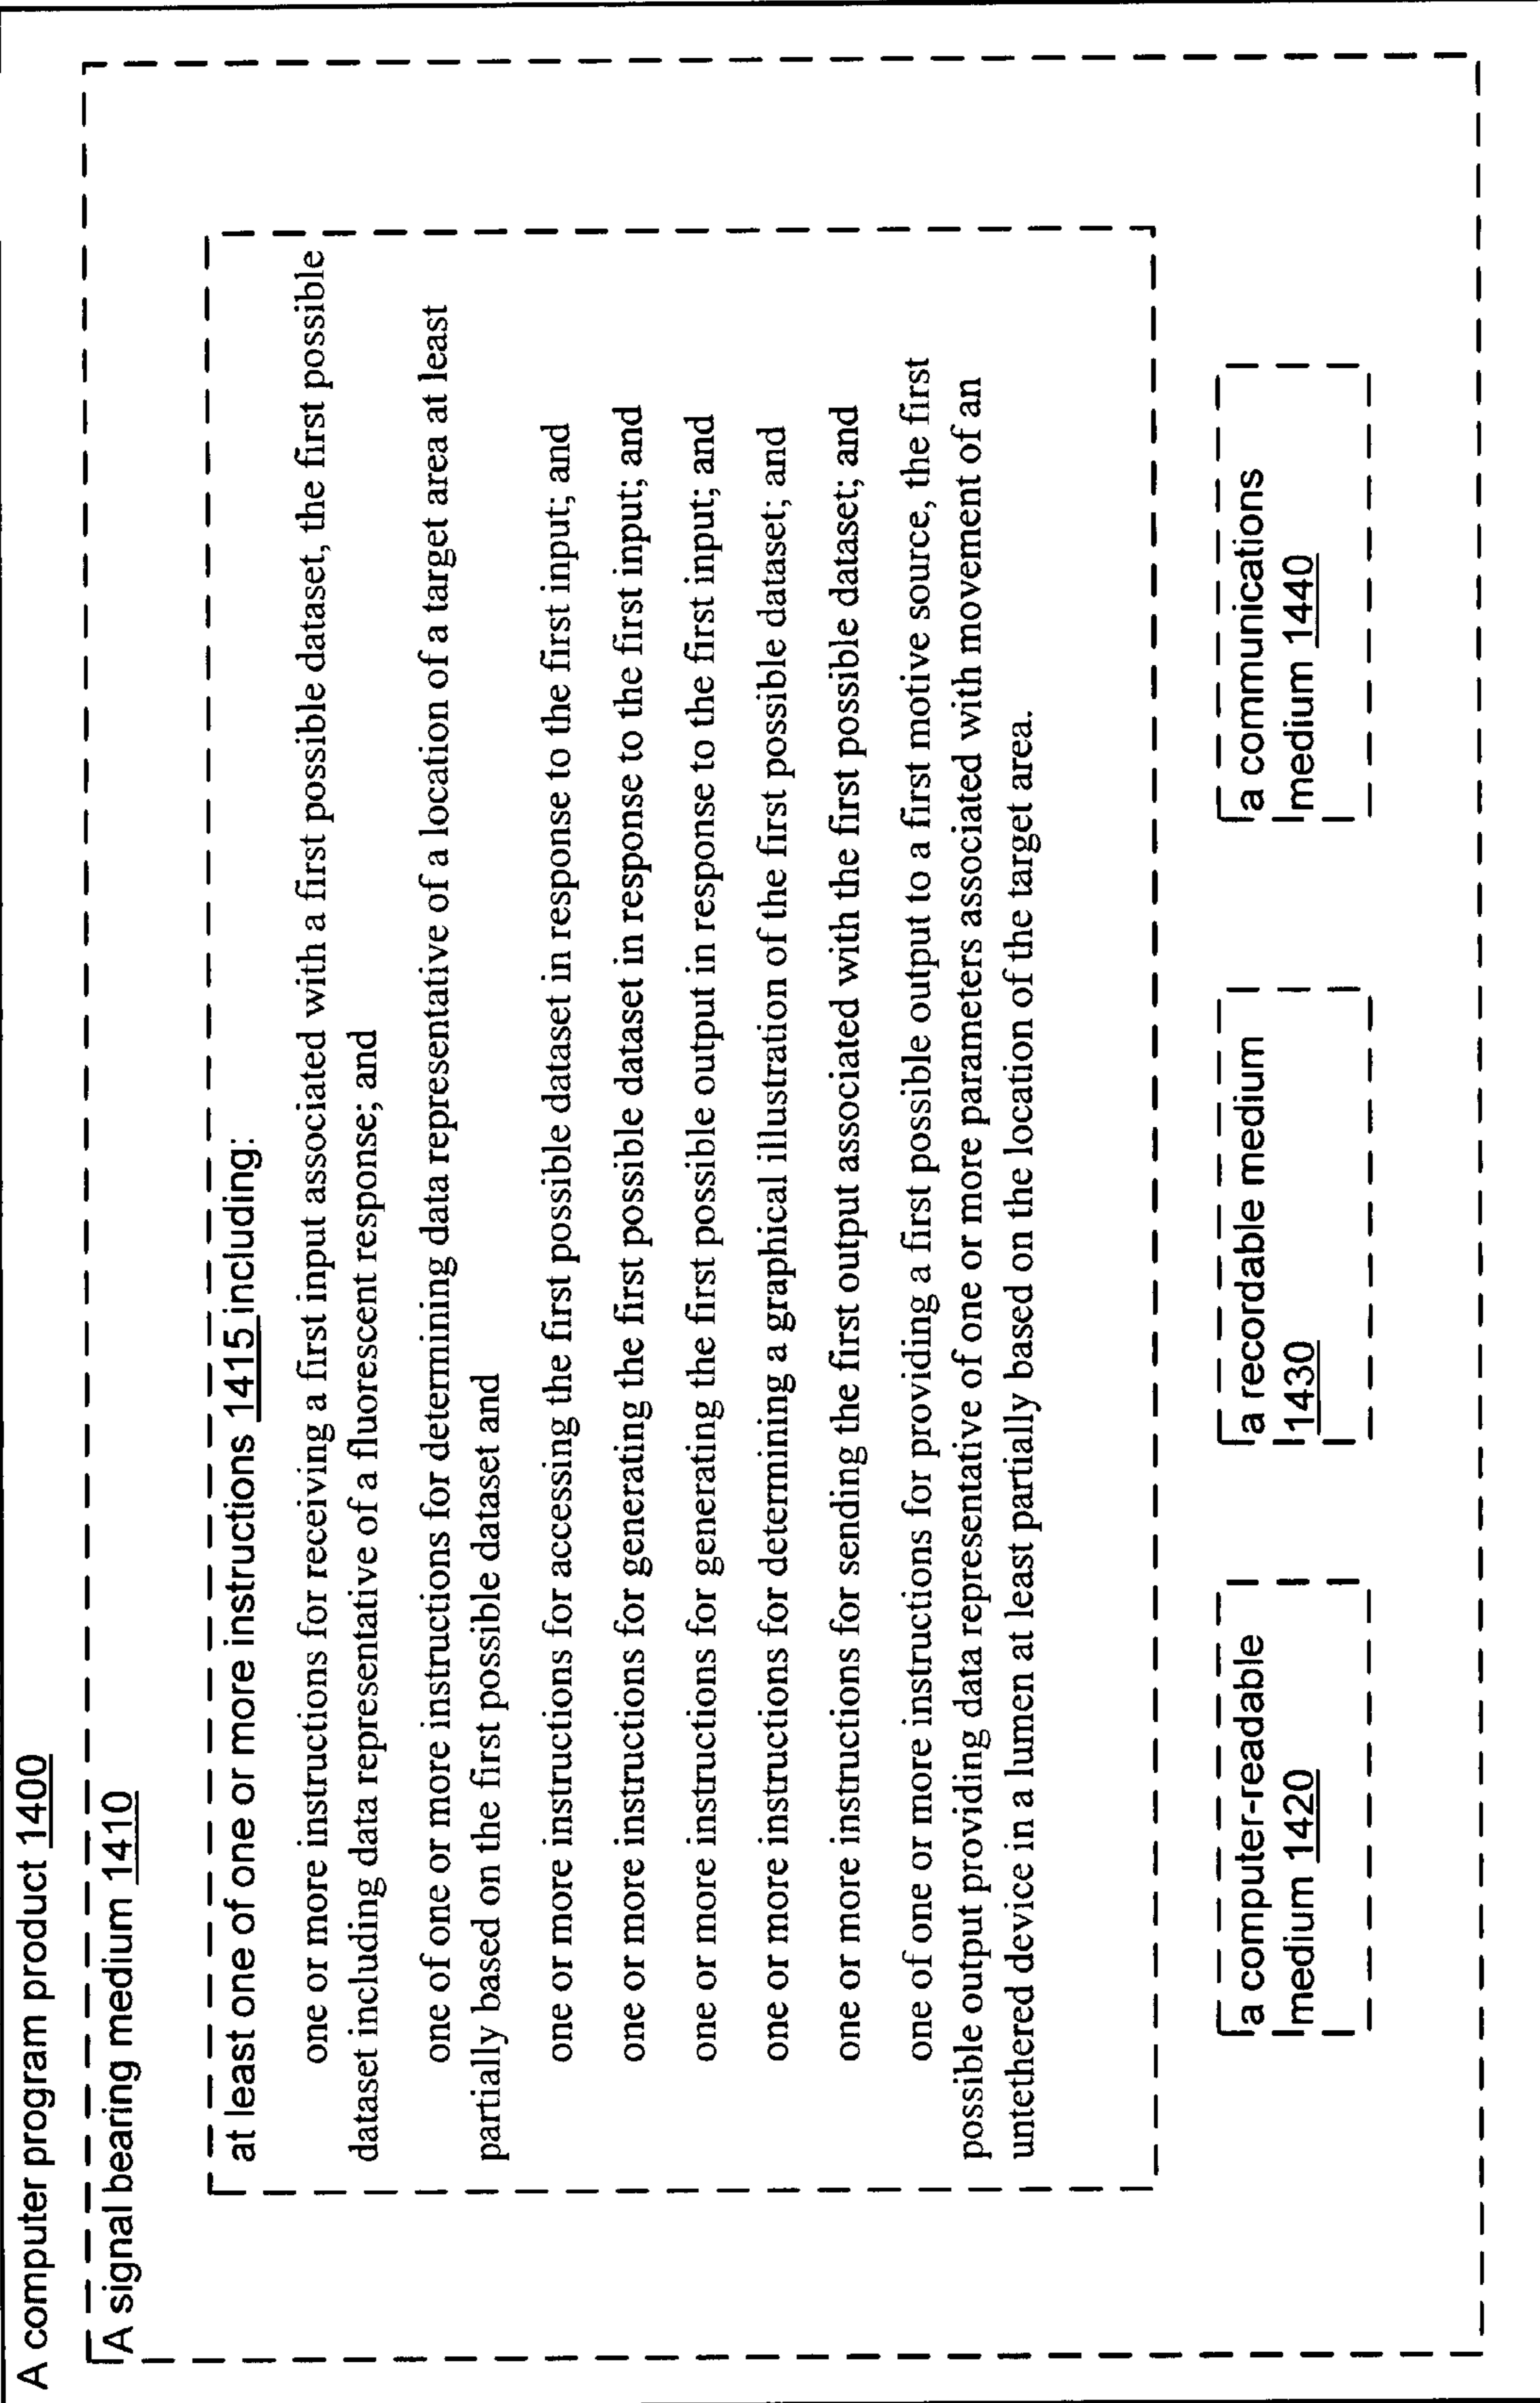 A computer program product 1400
A signal bearing medium 1410
at least one of one or more instructions 1415 including:
one or more instructions for receiving a first input associated with a first possible dataset, the first possible
dataset including data representative of a fluorescent response; and
one of one or more instructions for determining data representative of a location of a target area at least
partially based on the first possible dataset and
one or more instructions for accessing the first possible dataset in response to the first input; and
one or more instructions for generating the first possible dataset in response to the first input; and
one or more instructions for generating the first possible output in response to the first input; and
one or more instructions for determining a graphical illustration of the first possible dataset; and
one or more instructions for sending the first output associated with the first possible dataset; and
one of one or more instructions for providing a first possible output to a first motive source, the first
possible output providing data representative of one or more parameters associated with movement of an
untethered device in a lumen at least partially based on the location of the target area.
a computer-readable
medium 1420
a recordable medium
1430
a communications
medium 1440